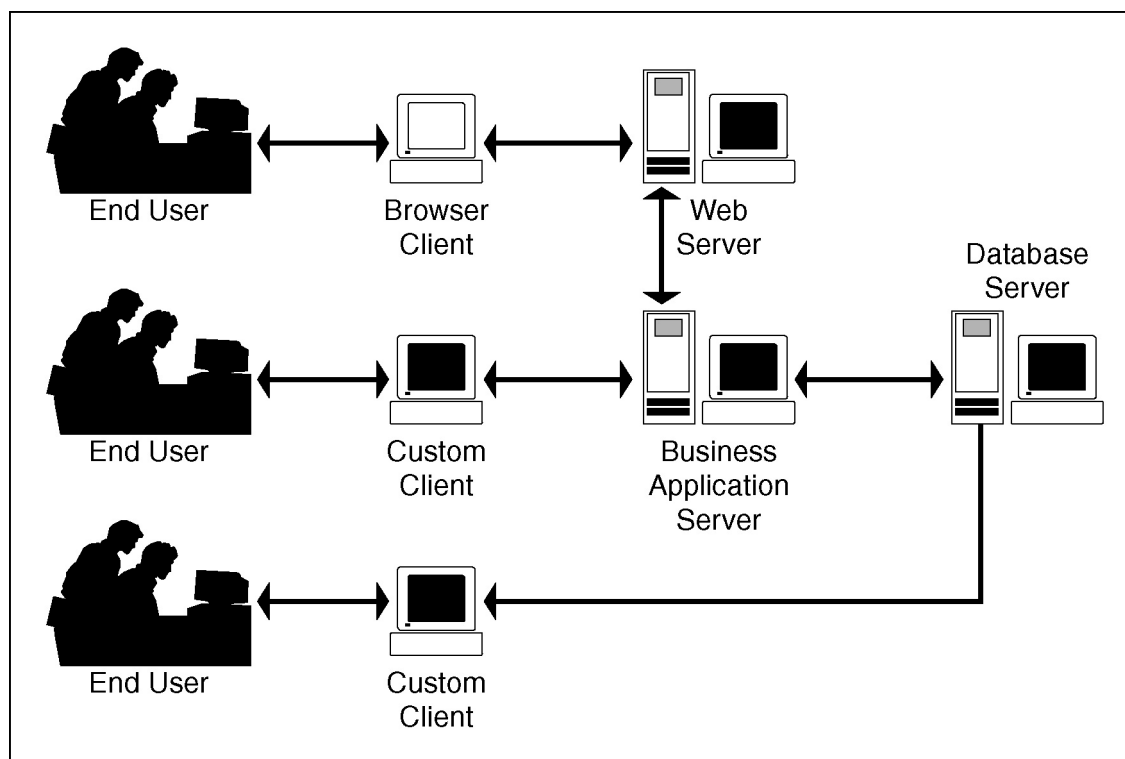 End User
Browser
Client
Web
Server
Database
Server
End User
Custom
Client
Business
Application
Server
End User
Custom
Client